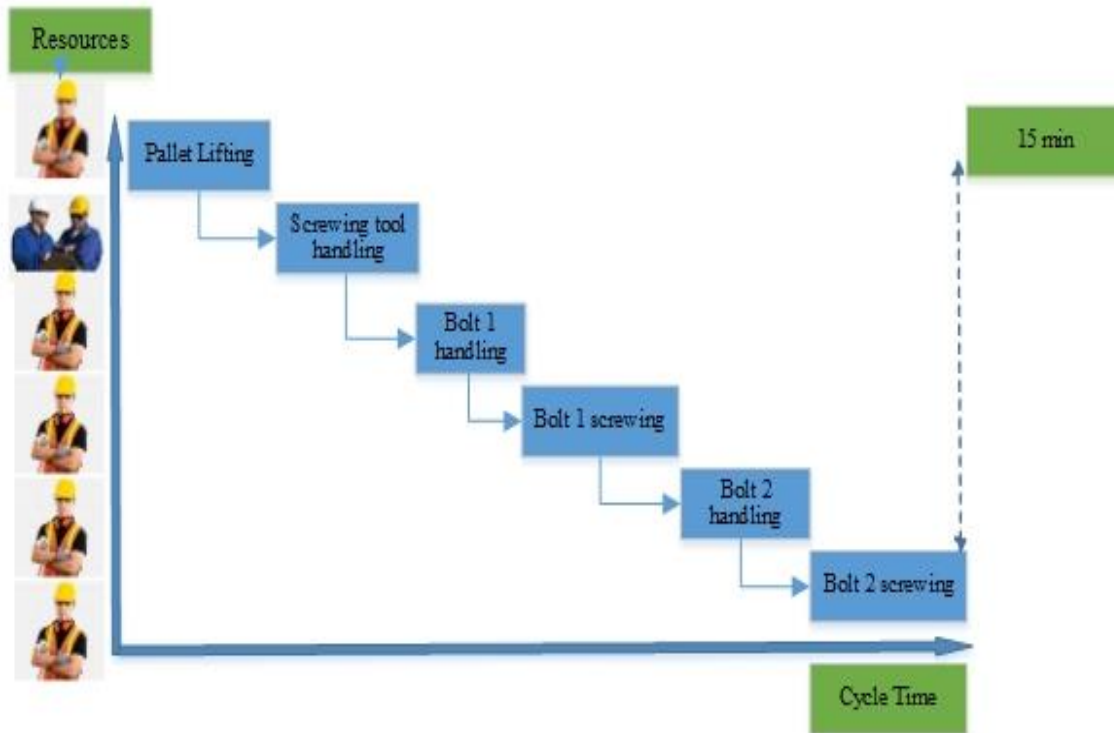 Resources
15 min
Pallet Lifting
Screwing tool
handling
Bolt 1
handling
Bolt 1 screwing
Bolt 2
handling
Bolt 2 screwing
Cycle Time